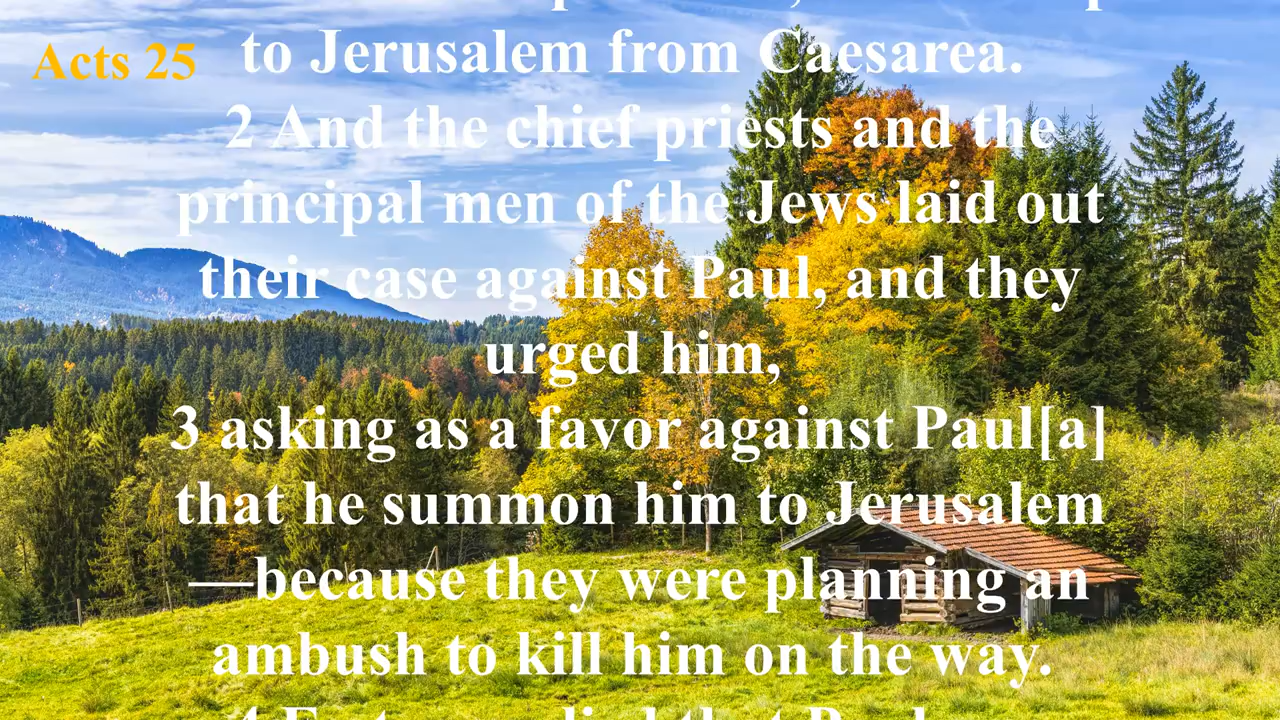 Acts 25
to Jerusalem from Caesarea.
2 And the chief priests and the
principal men of the Jews laid out
their case against Paul, and they
urged him,
3 asking as a favor against Paul[a]
that he summon him to Jerusalem
—because they were planning an
ambush to kill him on the way.